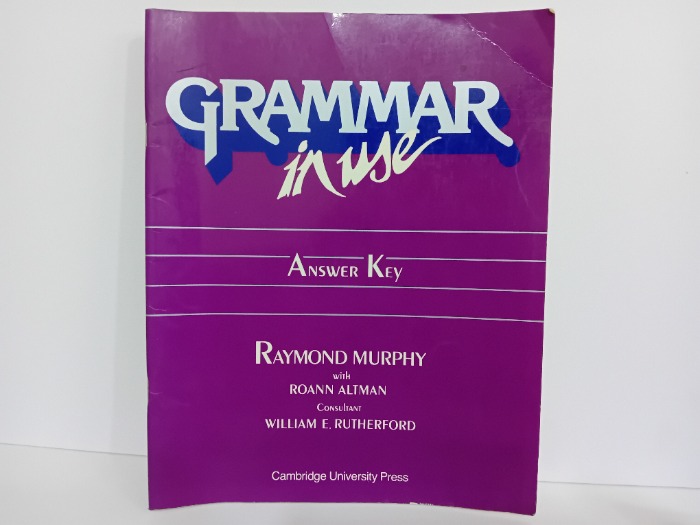 GRAMMAR
in use
ANSWER KEY
RAYMOND MURPHY
with
ROANN ALTMAN
Consultant
WILLIAM E. RUTHERFORD
Cambridge University Press